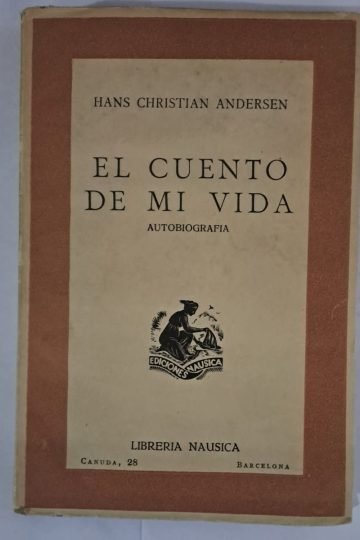 HANS CHRISTIAN ANDERSEN
EL CUENTO
DE MI VIDA
AUTOBIOGRAFIA
EDICIONES NAUSICA
LIBRERIA NAUSICA
CANUDA, 28 BARCELONA